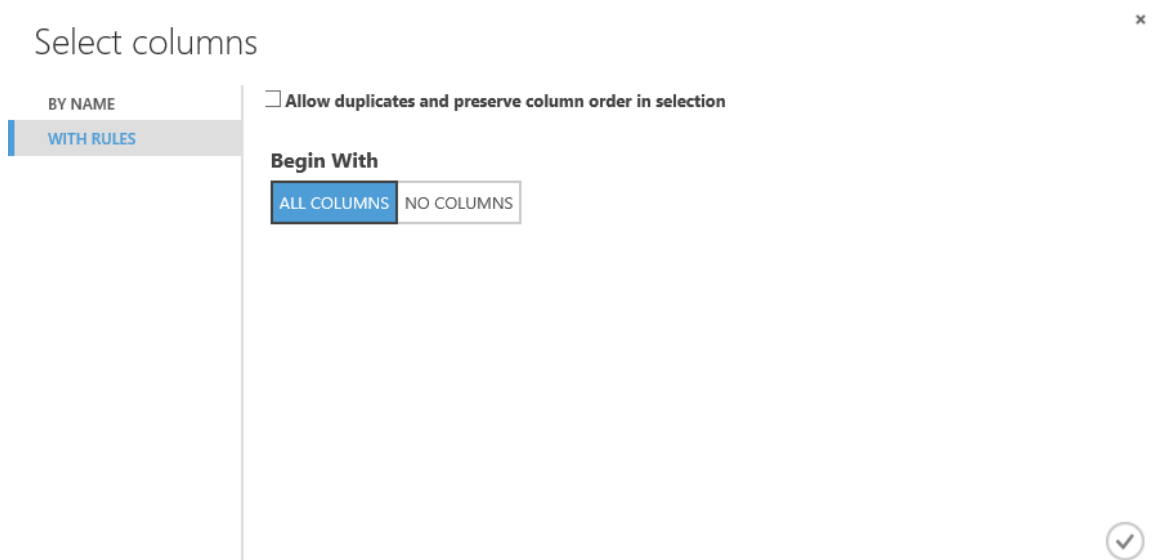 Select columns
BY NAME
WITH RULES
Allow duplicates and preserve column order in selection
Begin With
ALL COLUMNS NO COLUMNS